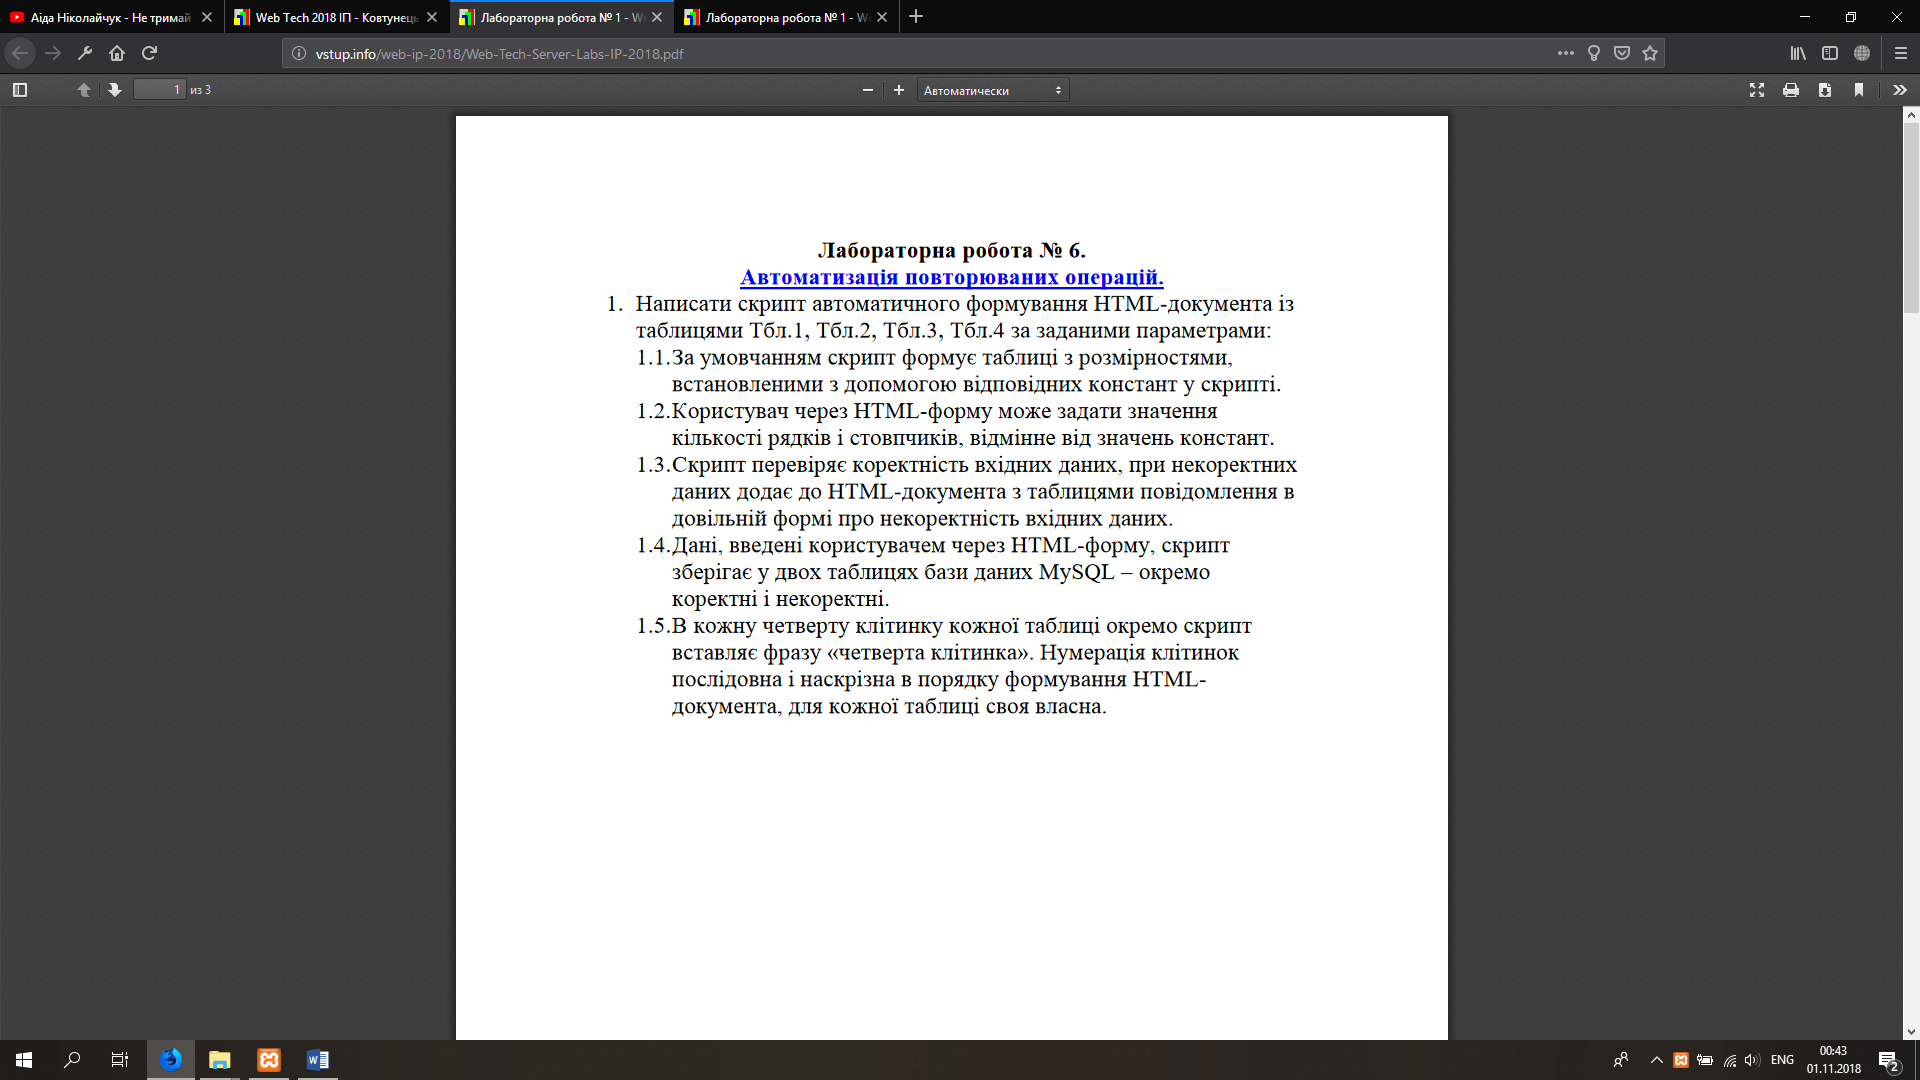 Аіда Ніколайчук - Не тримай
Web Tech 2018 ІП - Ковтунець
Лабораторна робота № 1 - We
Лабораторна робота № 1 - We
vstup.info/web-ip-2018/Web-Tech-Server-Labs-IP-2018.pdf
1 из 3
Автоматически
Лабораторна робота № 6.
Автоматизація повторюваних операцій.
1. Написати скрипт автоматичного формування HTML-документа із
таблицями Тбл.1, Тбл.2, Тбл.3, Тбл.4 за заданими параметрами:
1.1.За умовчанням скрипт формує таблиці з розмірностями,
встановленими з допомогою відповідних констант у скрипті.
1.2.Користувач через HTML-форму може задати значення
кількості рядків і стовпчиків, відмінне від значень констант.
1.3.Скрипт перевіряє коректність вхідних даних, при некоректних
даних додає до HTML-документа з таблицями повідомлення в
довільній формі про некоректність вхідних даних.
1.4.Дані, введені користувачем через HTML-форму, скрипт
зберігає у двох таблицях бази даних MySQL – окремо
коректні і некоректні.
1.5.В кожну четверту клітинку кожної таблиці окремо скрипт
вставляє фразу «четверта клітинка». Нумерація клітинок
послідовна і наскрізна в порядку формування HTML-
документа, для кожної таблиці своя власна.
ENG
00:43
01.11.2018
2